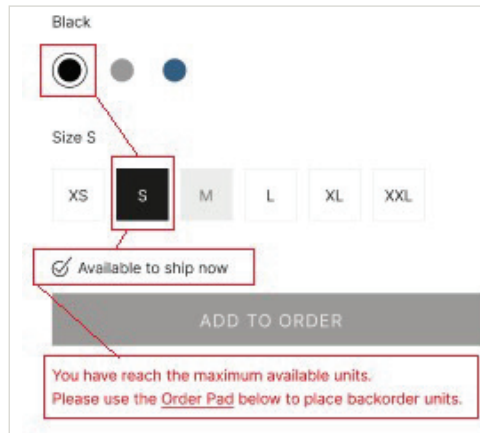 Black
Size S
XS S M L XL XXL
Available to ship now
ADD TO ORDER
You have reach the maximum available units.
Please use the Order Pad below to place backorder units.